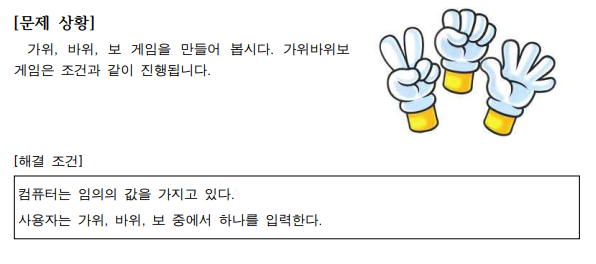 [문제 상황]
가위, 바위, 보 게임을 만들어 봅시다. 가위바위보
게임은 조건과 같이 진행됩니다.
[해결 조건]
컴퓨터는 임의의 값을 가지고 있다.
사용자는 가위, 바위, 보 중에서 하나를 입력한다.